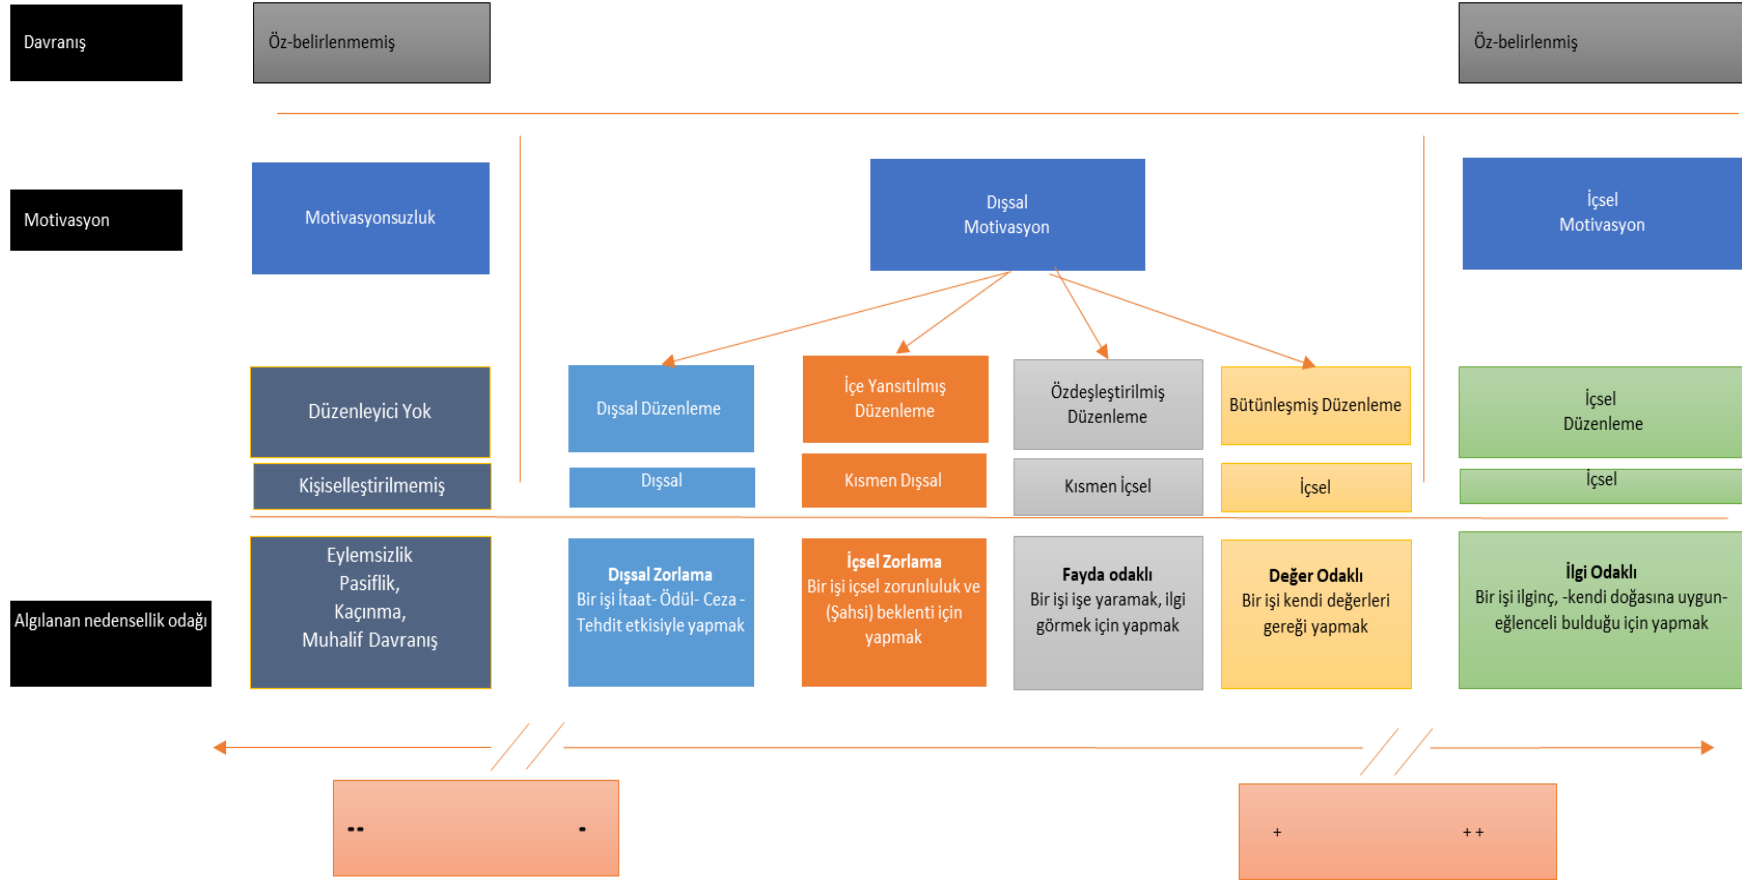 Davranış
Öz-belirlenmemiş
Öz-belirlenmiş
Motivasyon
Motivasyonsuzluk
Dışsal
Motivasyon
İçsel
Motivasyon
Düzenleyici Yok
Dışsal Düzenleme
İçe Yansıtılmış
Düzenleme
Özdeşleştirilmiş
Düzenleme
Bütünleşmiş Düzenleme
İçsel
Düzenleme
Kişiselleştirilmemiş
Dışsal
Kısmen Dışsal
Kısmen İçsel
İçsel
İçsel
Algılanan nedensellik odağı
Eylemsizlik
Pasiflik,
Kaçınma,
Muhalif Davranış
Dışsal Zorlama
Bir işi İtaat- Ödül- Ceza -
Tehdit etkisiyle yapmak
İçsel Zorlama
Bir işi içsel zorunluluk ve
(Şahsi) beklenti için
yapmak
Fayda odaklı
Bir işi işe yaramak, ilgi
görmek için yapmak
Değer Odaklı
Bir işi kendi değerleri
gereği yapmak
İlgi Odaklı
Bir işi ilginç, -kendi doğasına uygun-
eğlenceli bulduğu için yapmak
-- -
+ ++